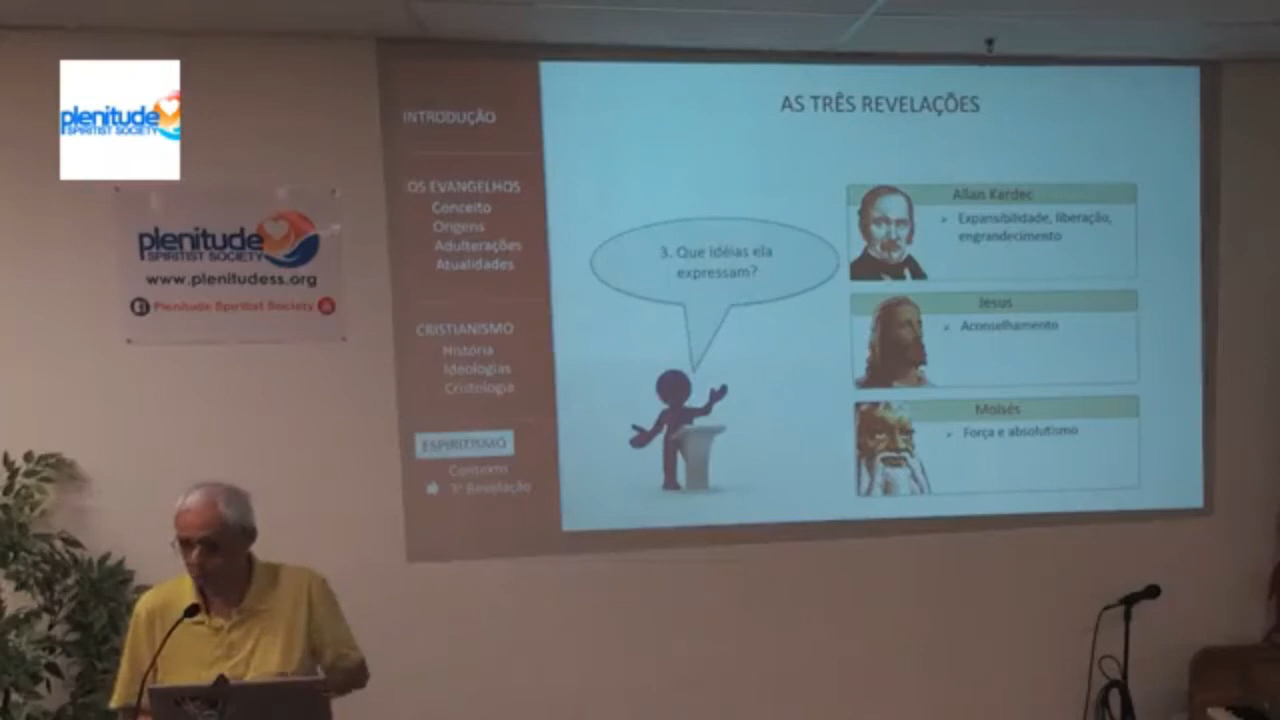 plenitude
SPIRITIST SOCIETY
plenitude
SPIRITIST SOCIETY
www.plenitudess.org
Plenitude Spiritist Society
INTRODUÇÃO
OS EVANGELHOS
Conceito
Origens
Adulterações
Atualidades
CRISTIANISMO
História
Ideologias
Cristologia
ESPIRITISMO
Contexto
3ª Revelação
AS TRÊS REVELAÇÕES
3. Que idéias ela
expressam?
Allan Kardec
Expansibilidade, liberação,
engrandecimento
Jesus
Aconselhamento
Moisés
Força e absolutismo